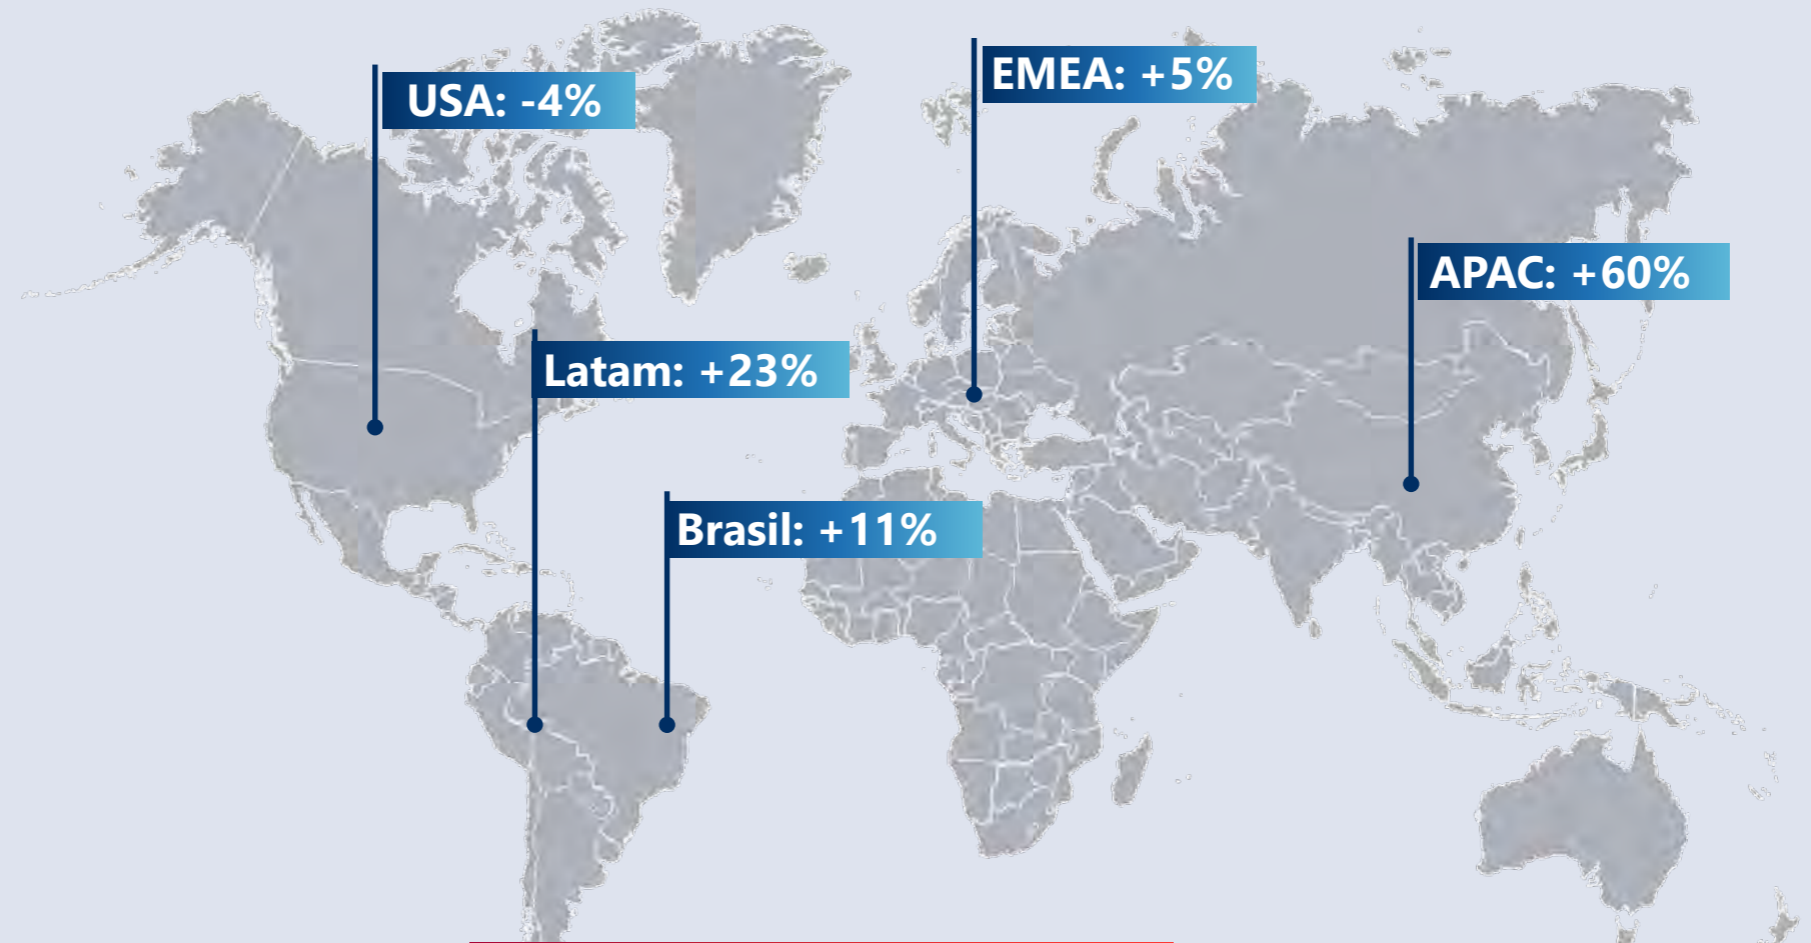 USA: -4%
EMEA: +5%
APAC: +60%
Latam: +23%
Brasil: +11%